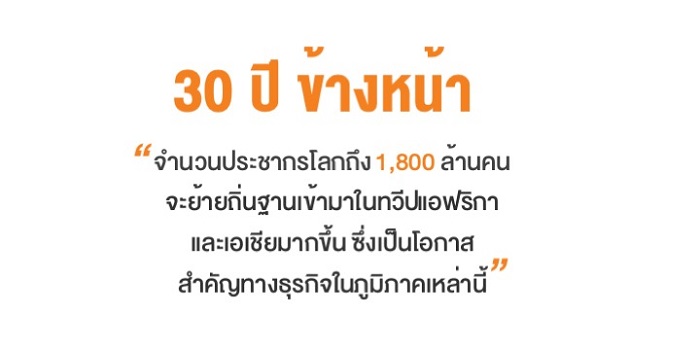 30 ปี ข้างหน้า
“จำนวนประชากรโลกถึง 1,800 ล้านคน
จะย้ายถิ่นฐานเข้ามาในทวีปแอฟริกา
และเอเชียมากขึ้น ซึ่งเป็นโอกาส
สำคัญทางธุรกิจในภูมิภาคเหล่านี้”